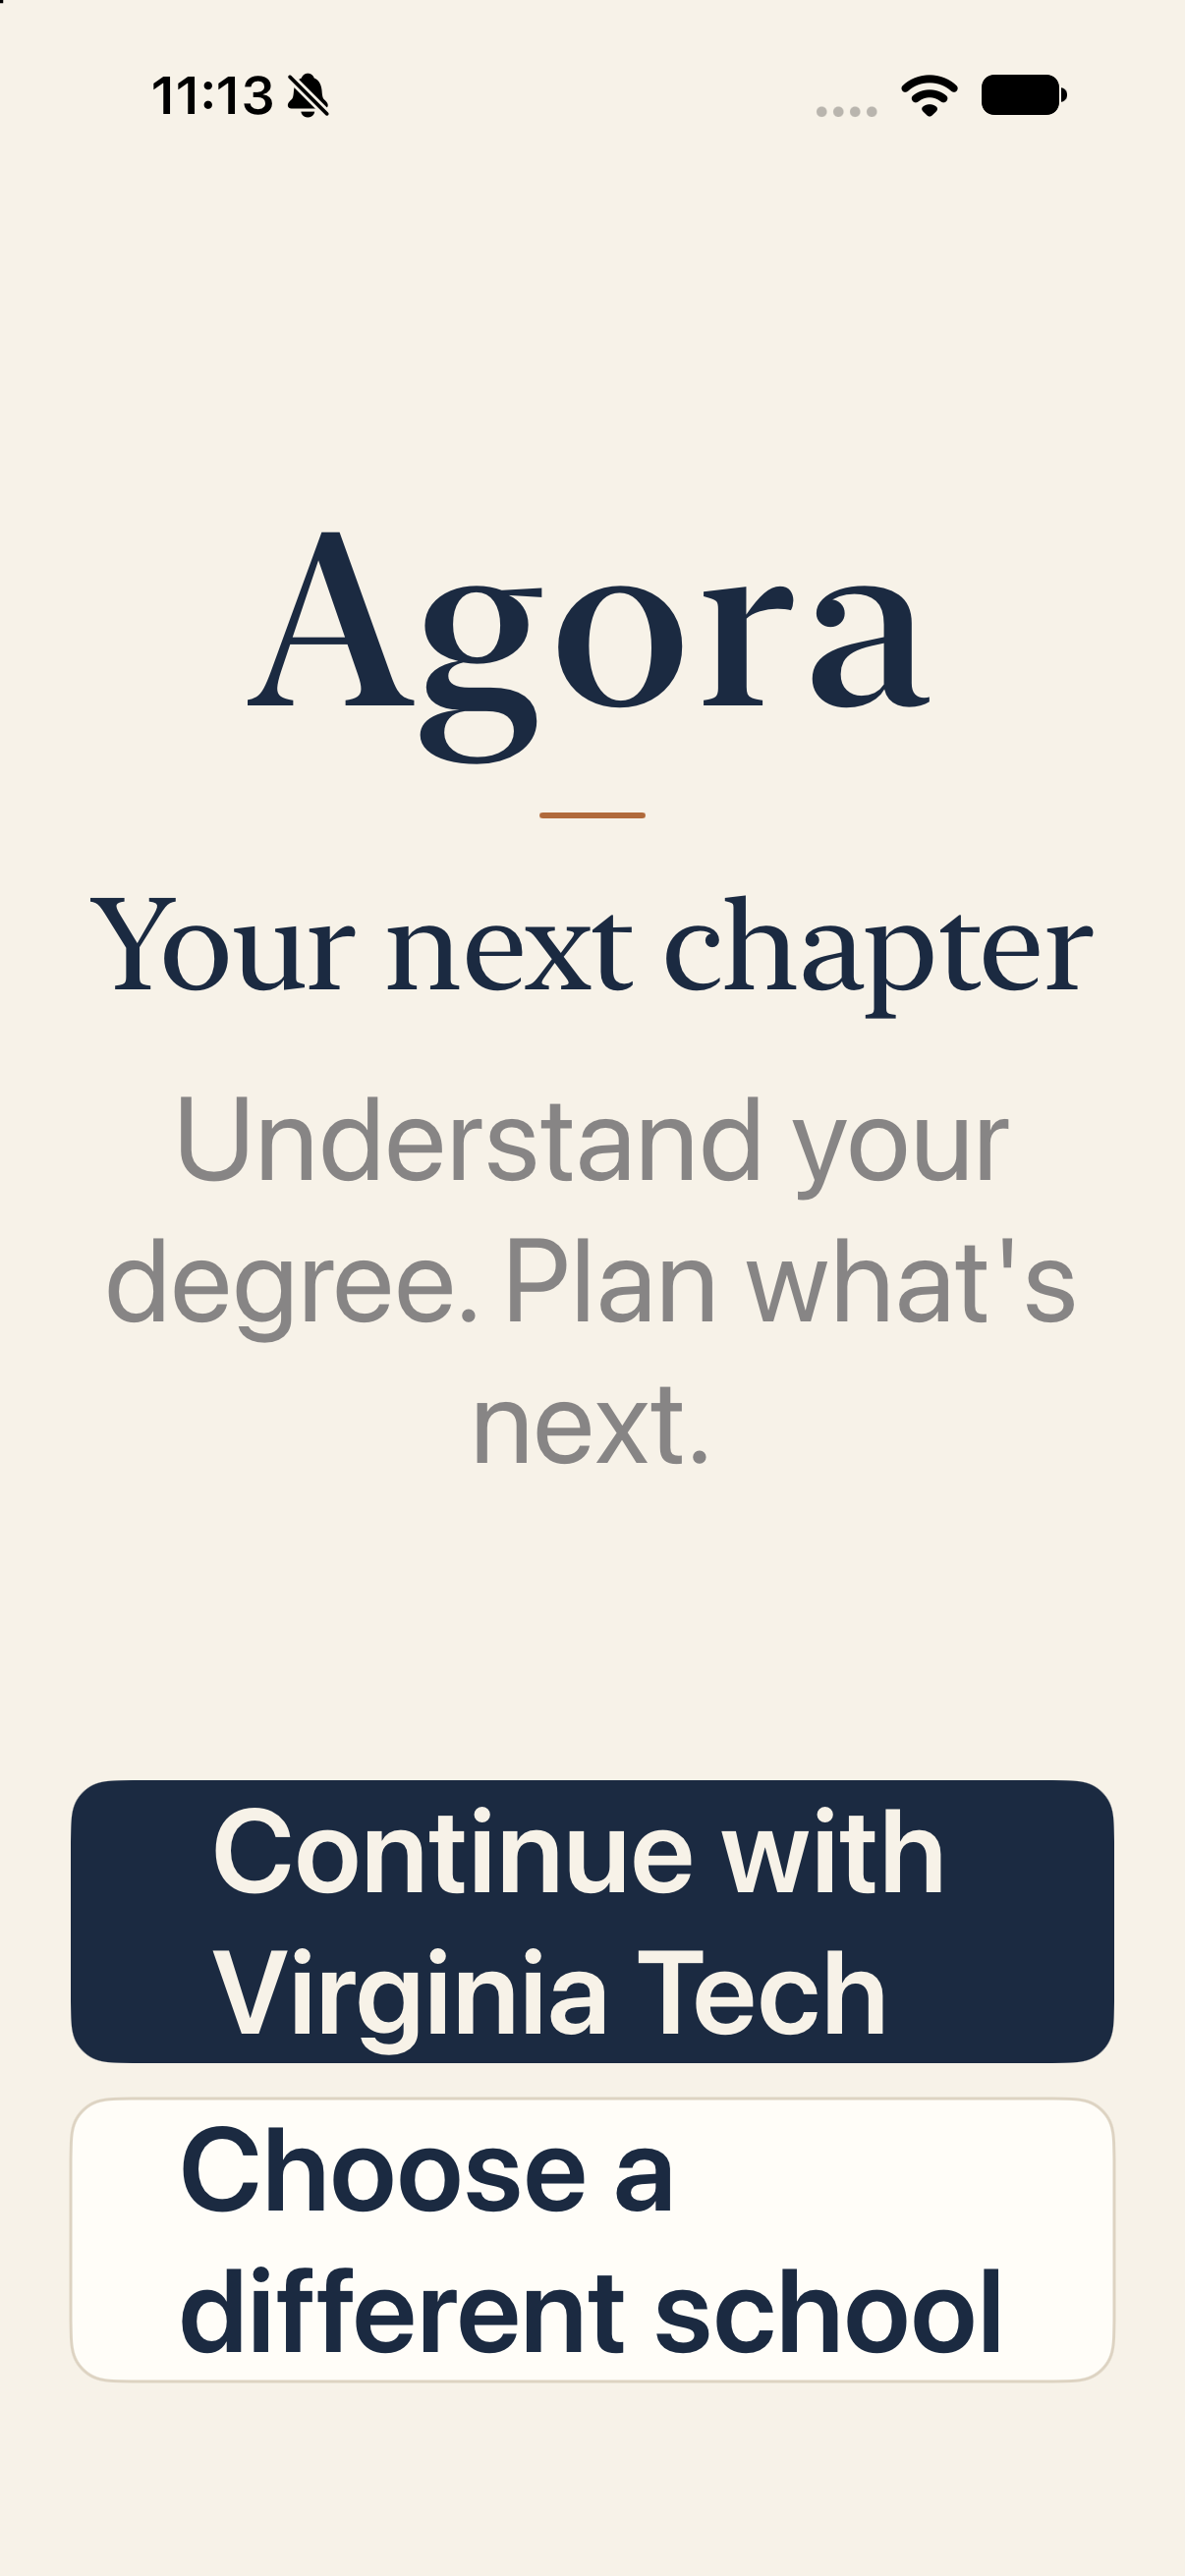 11:13
Agora
Your next chapter
Understand your
degree. Plan what's
next.
Continue with
Virginia Tech
Choose a
different school